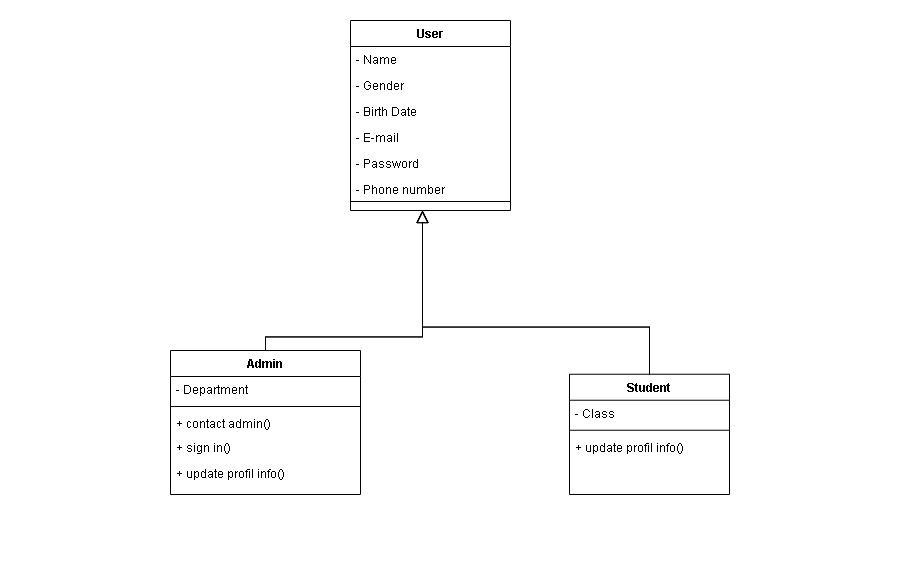 User
- Name
- Gender
- Birth Date
- E-mail
- Password
- Phone number
Admin
- Department
+ contact admin()
+ sign in()
+ update profil info()
Student
- Class
+ update profil info()